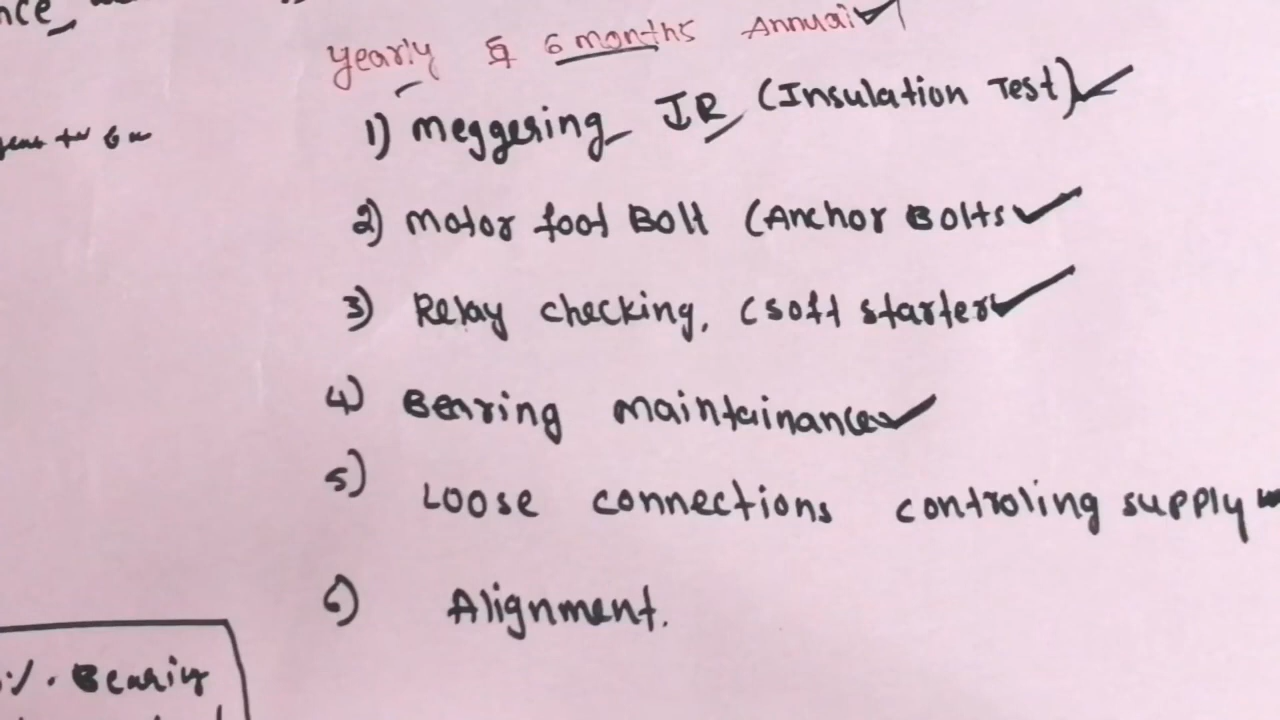 nce
Yearly & 6 months Annual
1) Meggering IR (Insulation Test)
2) Motor foot Bolt (Anchor Bolts
3) Relay checking, (soft starter
4) Bearing maintainance
5) Loose connections controling supply
6) Alignment.
Bearing